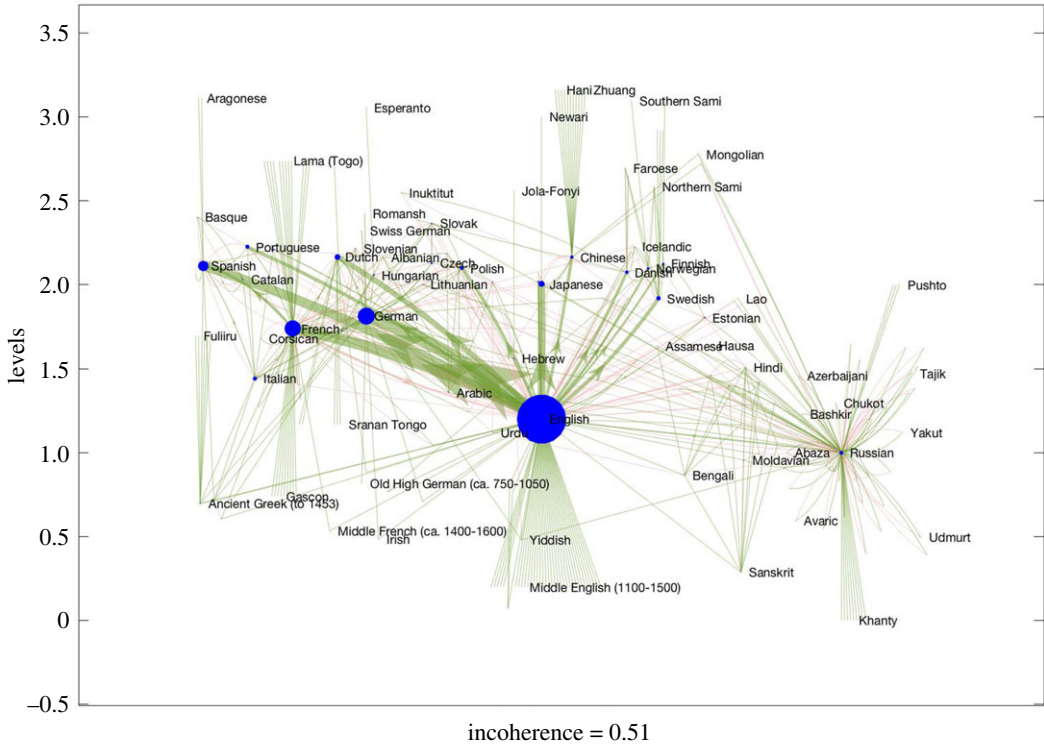 3.5
3.0
2.5
2.0
1.5
1.0
0.5
0
–0.5
levels
Aragonese
Esperanto
Hani
Zhuang
Southern Sami
Newari
Lama (Togo)
Mongolian
Faroese
Inuktitut
Jola-Fonyi
Northern Sami
Basque
Romansh
Slovak
Swiss German
Portuguese
Slovenian
Icelandic
Dutch
Albanian
Chinese
Spanish
Czech
Polish
Finnish
Norwegian
Danish
Catalan
Hungarian
Lithuanian
Japanese
Pushto
Swedish
Lao
German
Estonian
French
Fuliiru
Corsican
Assamese
Hausa
Hebrew
Hindi
Italian
Azerbaijani
Tajik
Arabic
Chukot
Bashkir
English
Sranan Tongo
Urdu
Yakut
Abaza
Russian
Moldavian
Bengali
Old High German (ca. 750-1050)
Gascon
Ancient Greek (to 1453)
Avaric
Middle French (ca. 1400-1600)
Irish
Yiddish
Udmurt
Sanskrit
Middle English (1100-1500)
Khanty
incoherence = 0.51